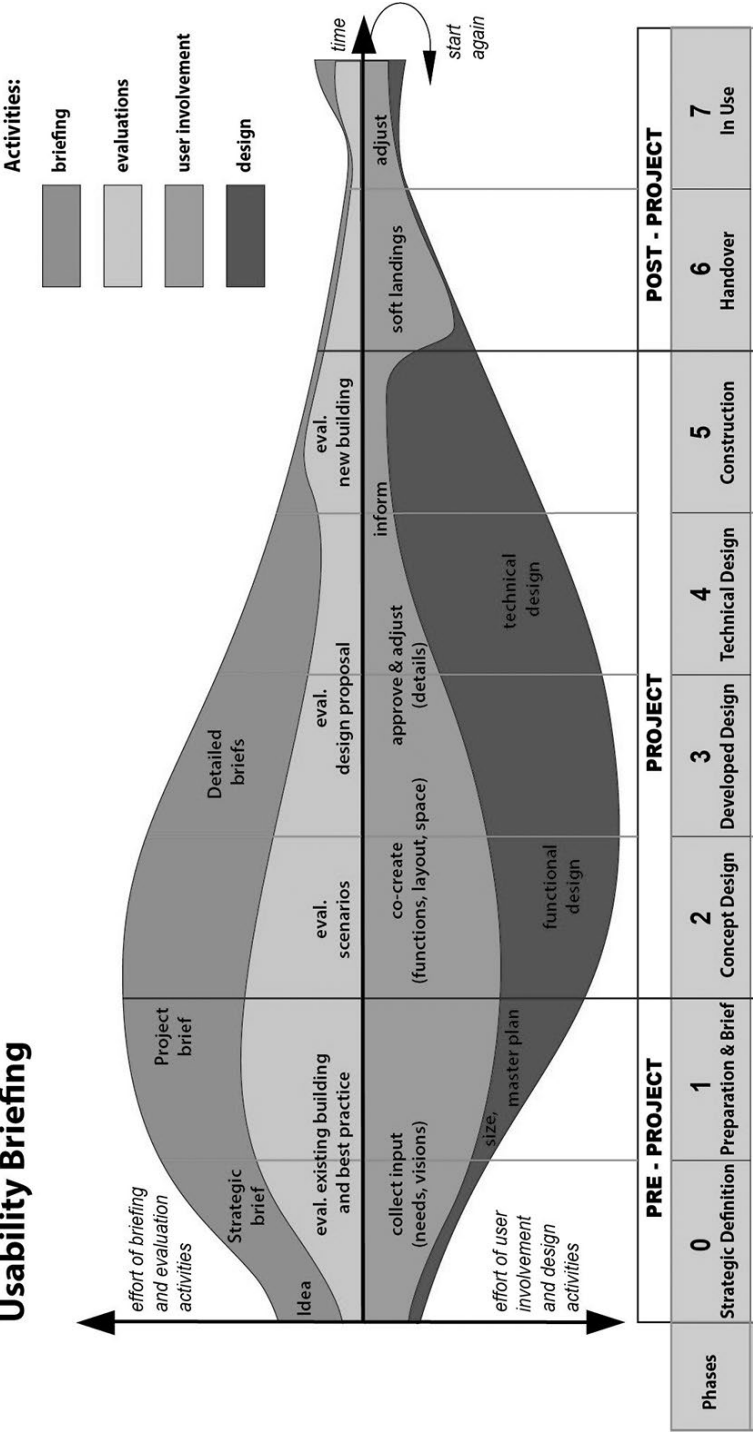 Usability Briefing
Activities:
briefing
evaluations
user involvement
design
effort of briefing
and evaluation
activities
Idea
Strategic
brief
Project
brief
Detailed
briefs
eval. existing building
and best practice
eval.
scenarios
eval.
design proposal
eval.
new building
time
start
again
collect input
(needs, visions)
co-create
(functions, layout, space)
approve & adjust
(details)
inform
soft landings
adjust
size,
master plan
functional
design
technical
design
effort of user
involvement
and design
activities
PRE - PROJECT
PROJECT
POST - PROJECT
Phases
0
Strategic Definition
1
Preparation & Brief
2
Concept Design
3
Developed Design
4
Technical Design
5
Construction
6
Handover
7
In Use